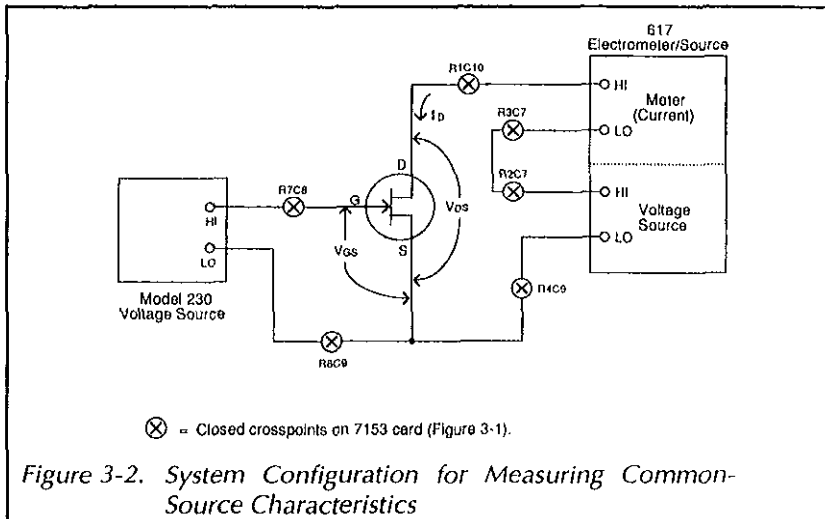 617
Electrometer/Source
R1C10
HI
Meter
(Current)
ID
R3C7
LO
D
R2C7
HI
R7C8
G
VDS
Voltage
Source
HI
LO
LO
S
VGS
Model 230
Voltage Source
R4C9
R8C9
= Closed crosspoints on 7153 card (Figure 3-1).
Figure 3-2. System Configuration for Measuring Common-
Source Characteristics